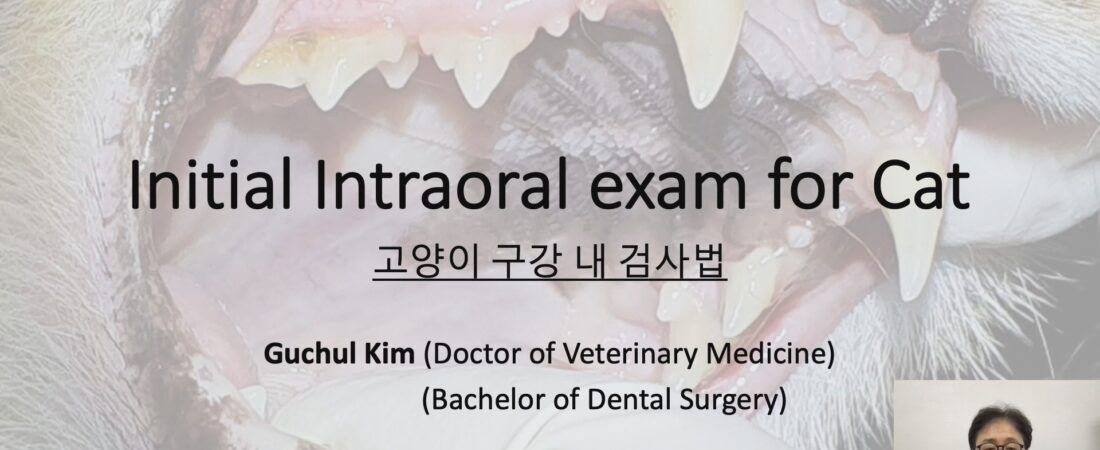 Initial Intraoral exam for Cat
고양이 구강 내 검사법
Guchul Kim (Doctor of Veterinary Medicine)
(Bachelor of Dental Surgery)